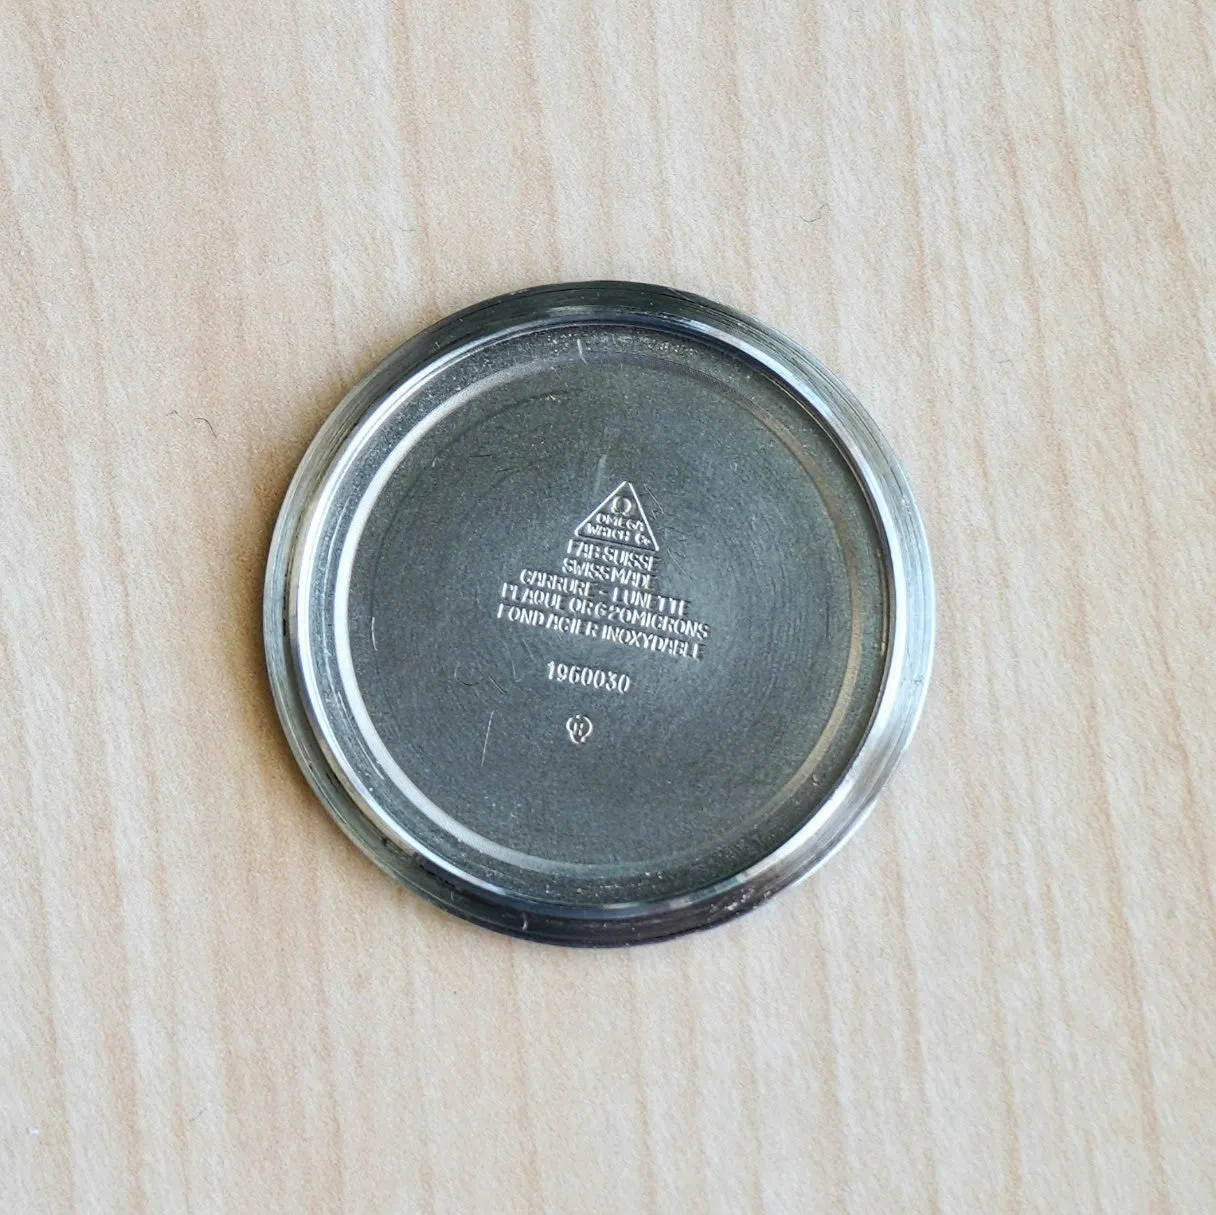 Ω
OMEGA
WATCH Co
FAB. SUISSE
SWISS MADE
CARRURE - LUNETTE
PLAQUE OR G 20 MICRONS
FOND ACIER INOXYDABLE
1960030